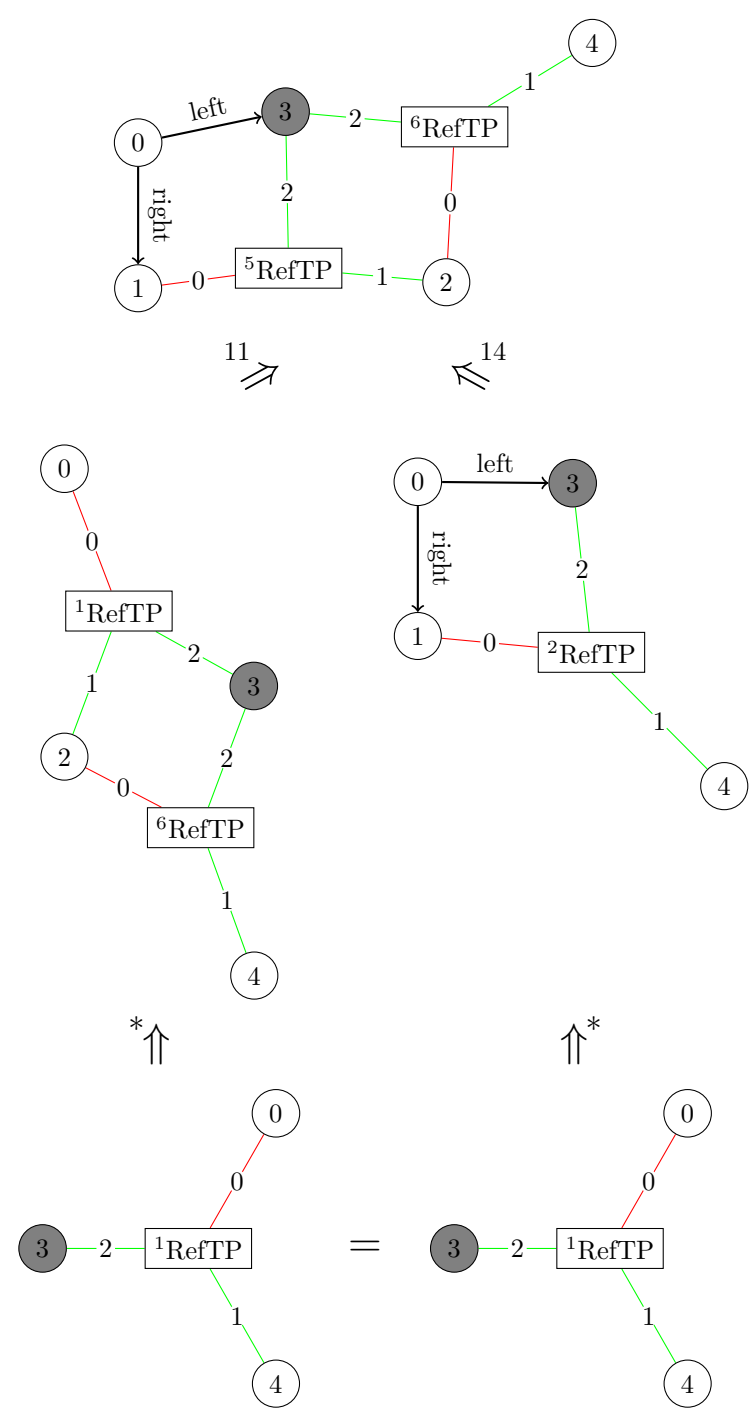 4
1
left 3 2 ⁶RefTP
0
right 2 0
1 0 ⁵RefTP 1 2
11 14
0
0 left 3
0 right 2
¹RefTP
1 2 1 0 ²RefTP
3
2 2 1
0 4
⁶RefTP
1
4
* *
0 0
0 0
3 2 ¹RefTP = 3 2 ¹RefTP
1 1
4 4